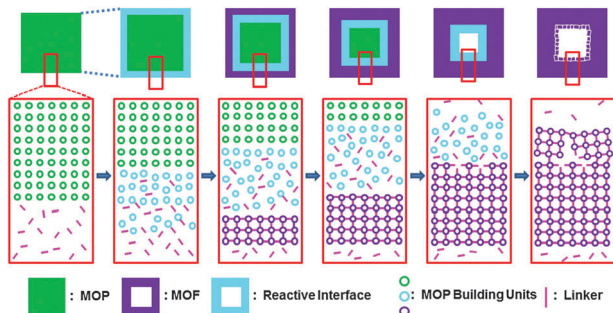 : MOP
: MOF
: Reactive Interface
: MOP Building Units
: Linker